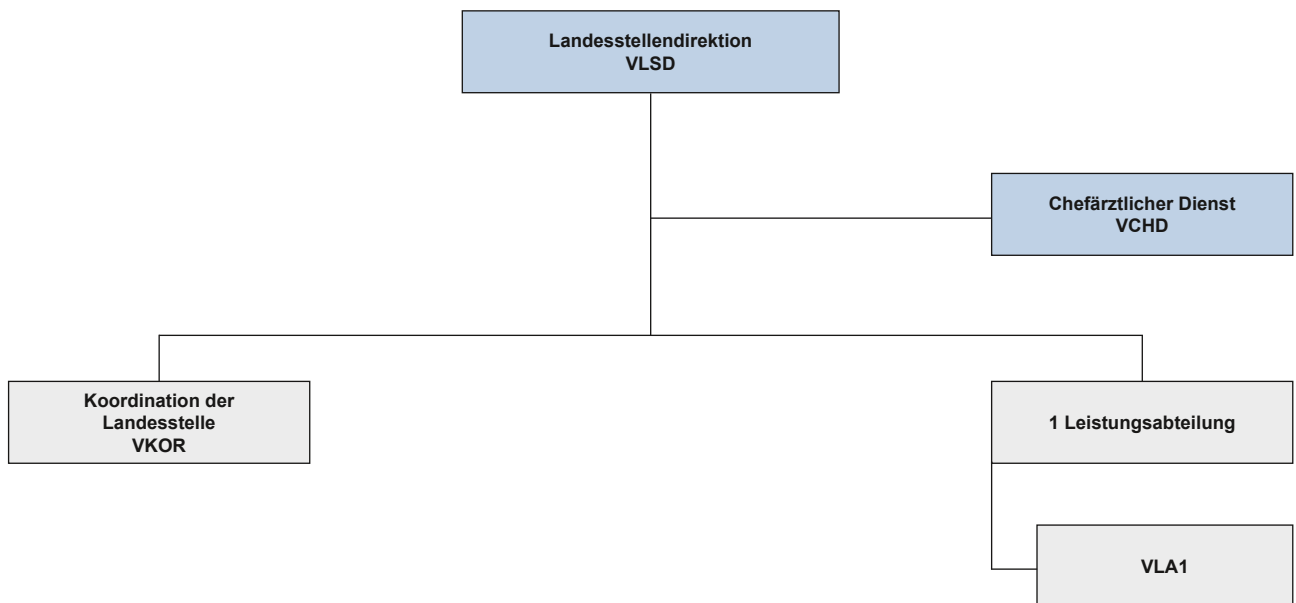 Landesstellendirektion
VLSD
Chefärztlicher Dienst
VCHD
Koordination der
Landesstelle
VKOR
1 Leistungsabteilung
VLA1